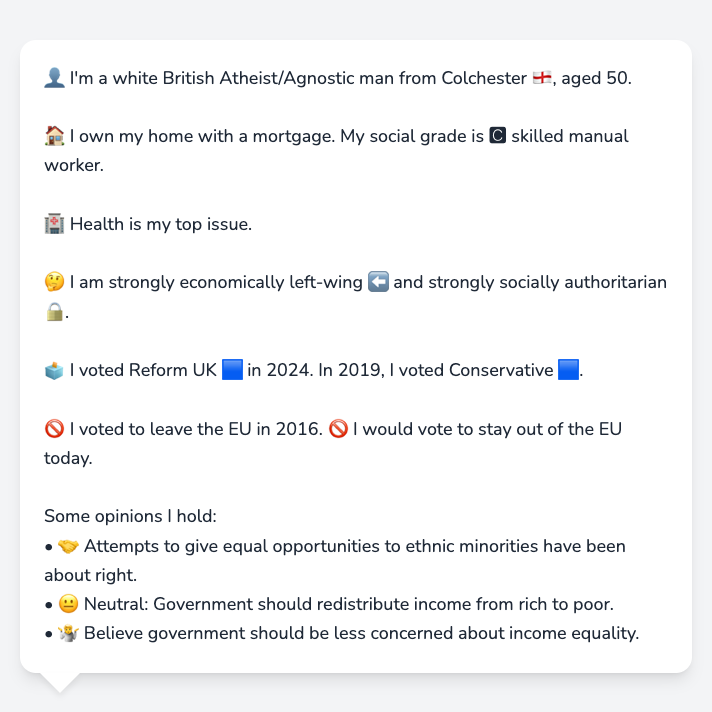 👤 I'm a white British Atheist/Agnostic man from Colchester 🏴󠁧󠁢󠁥󠁮󠁧󠁿, aged 50.
🏠 I own my home with a mortgage. My social grade is 🅲 skilled manual
worker.
🏥 Health is my top issue.
🤔 I am strongly economically left-wing ⬅️ and strongly socially authoritarian
🔒.
🗳️ I voted Reform UK 🟦 in 2024. In 2019, I voted Conservative 🟦.
🚫 I voted to leave the EU in 2016. 🚫 I would vote to stay out of the EU
today.
Some opinions I hold:
• 🤝 Attempts to give equal opportunities to ethnic minorities have been
about right.
• 😐 Neutral: Government should redistribute income from rich to poor.
• 🤷 Believe government should be less concerned about income equality.